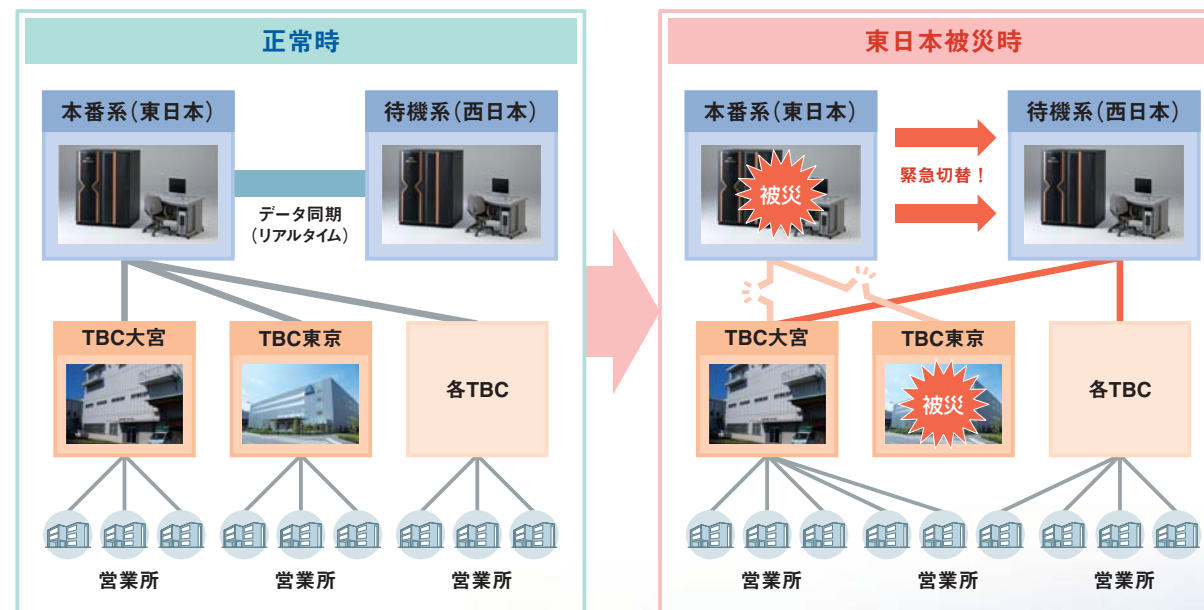 正常時
本番系(東日本)
待機系(西日本)
データ同期
(リアルタイム)
TBC大宮
TBC東京
各TBC
営業所
営業所
営業所
東日本被災時
本番系(東日本)
待機系(西日本)
被災
緊急切替！
TBC大宮
TBC東京
被災
各TBC
営業所
営業所
営業所